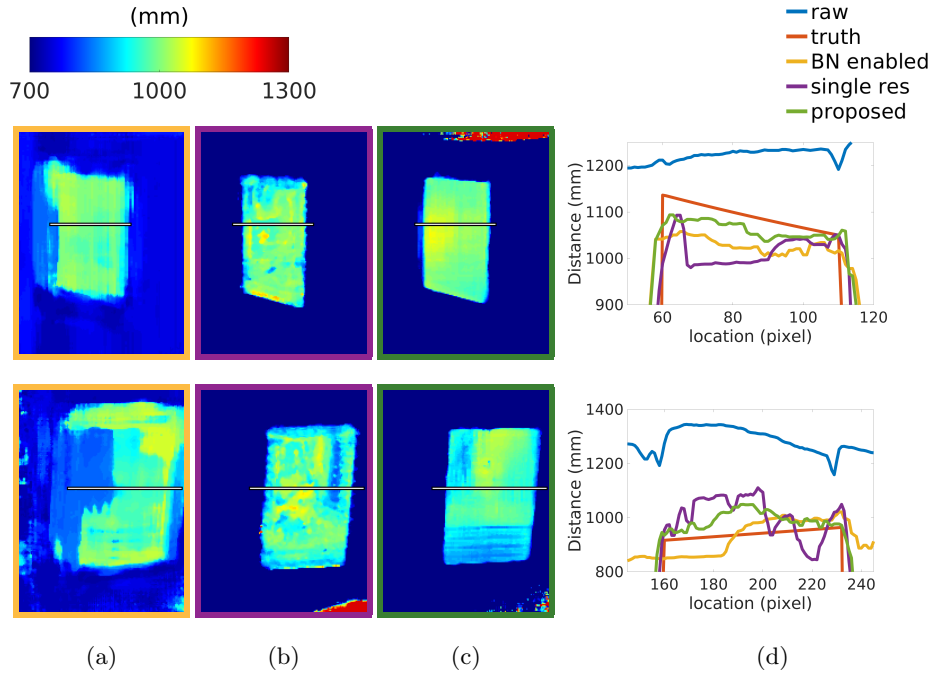 (mm)
700 1000 1300
raw
truth
BN enabled
single res
proposed
1200
1100
1000
900
Distance (mm)
60 80 100 120
location (pixel)
1400
1200
1000
800
Distance (mm)
160 180 200 220 240
location (pixel)
(a) (b) (c) (d)